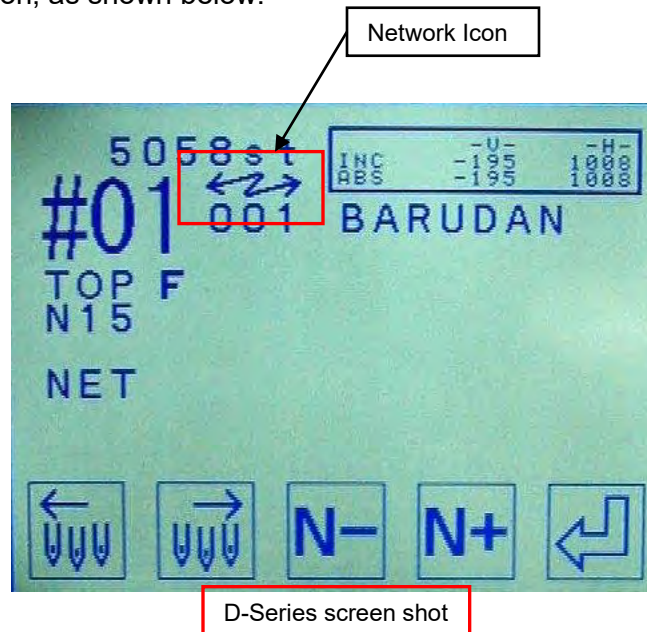 on, as shown below:
Network Icon
5058st
-V- -H-
INC -195 1008
ABS -195 1008
#01 001 BARUDAN
TOP F
N15
NET
N- N+
D-Series screen shot